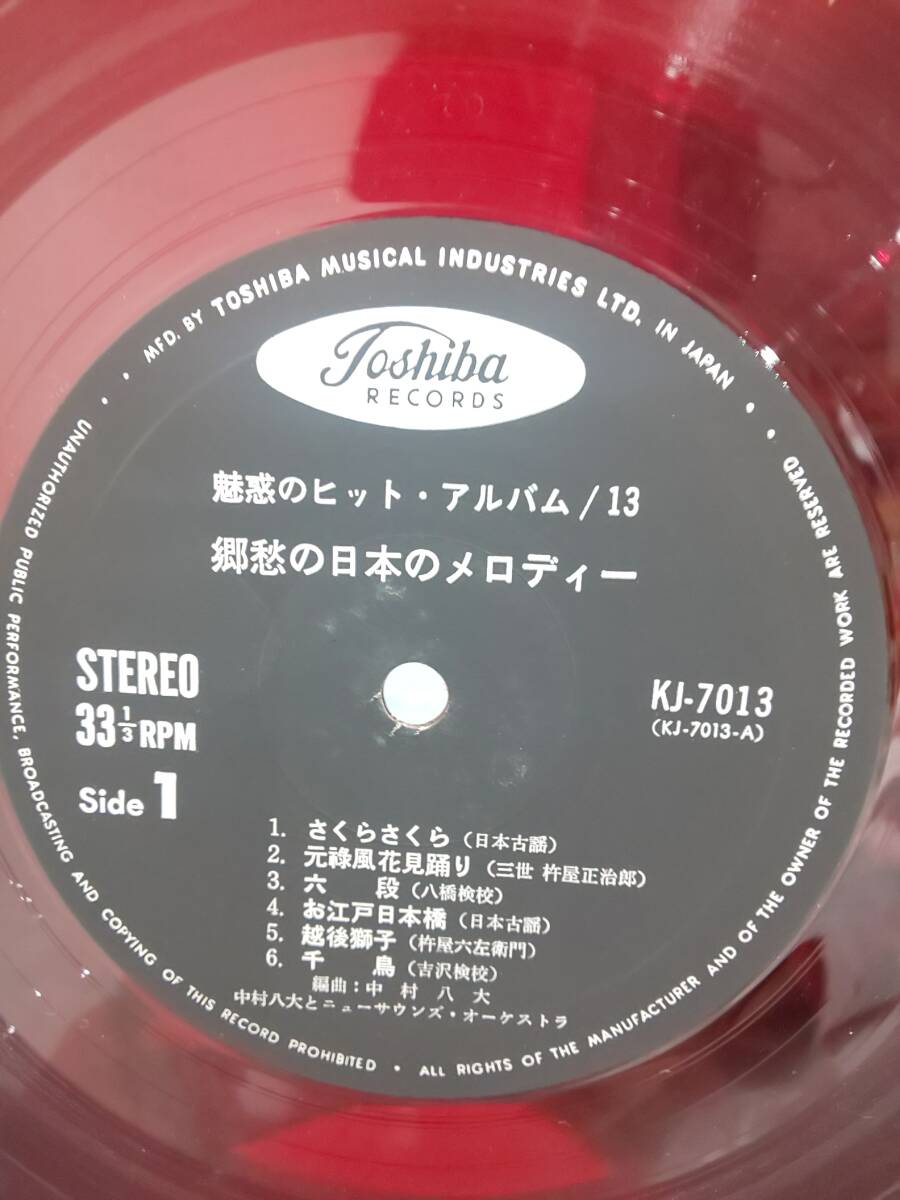 MFD. BY TOSHIBA MUSICAL INDUSTRIES LTD. IN JAPAN
Toshiba
RECORDS
魅惑のヒット・アルバム/13
郷愁の日本のメロディー
STEREO
33 1/3 RPM
Side 1
KJ-7013
(KJ-7013-A)
1. さくらさくら (日本古謡)
2. 元祿風花見踊り (三世 杵屋正治郎)
3. 六 段 (八橋検校)
4. お江戸日本橋 (日本古謡)
5. 越後獅子 (杵屋六左衛門)
6. 千 鳥 (吉沢検校)
編曲:中 村 八 大
中村八大とニューサウンズ・オーケストラ
UNAUTHORIZED PUBLIC PERFORMANCE, BROADCASTING AND COPYING OF THIS RECORD PROHIBITED • ALL RIGHTS OF THE MANUFACTURER AND OF THE OWNER OF THE RECORDED WORK ARE RESERVED